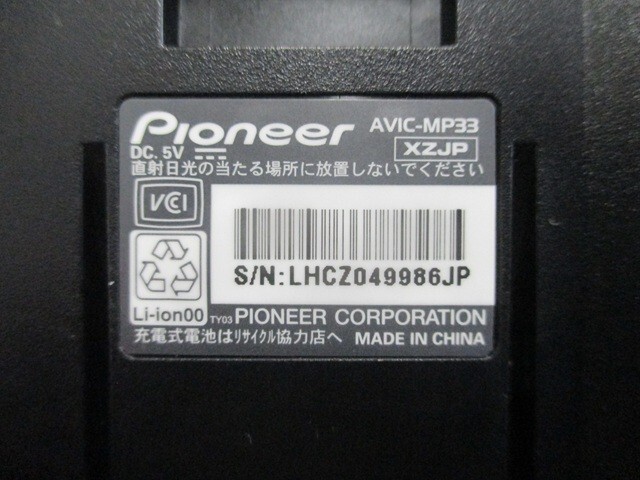 Pioneer AVIC-MP33
DC. 5V XZJP
直射日光の当たる場所に放置しないでください
VCI
S/N:LHCZ049986JP
Li-ion00 TY03 PIONEER CORPORATION
充電式電池はリサイクル協力店へ MADE IN CHINA